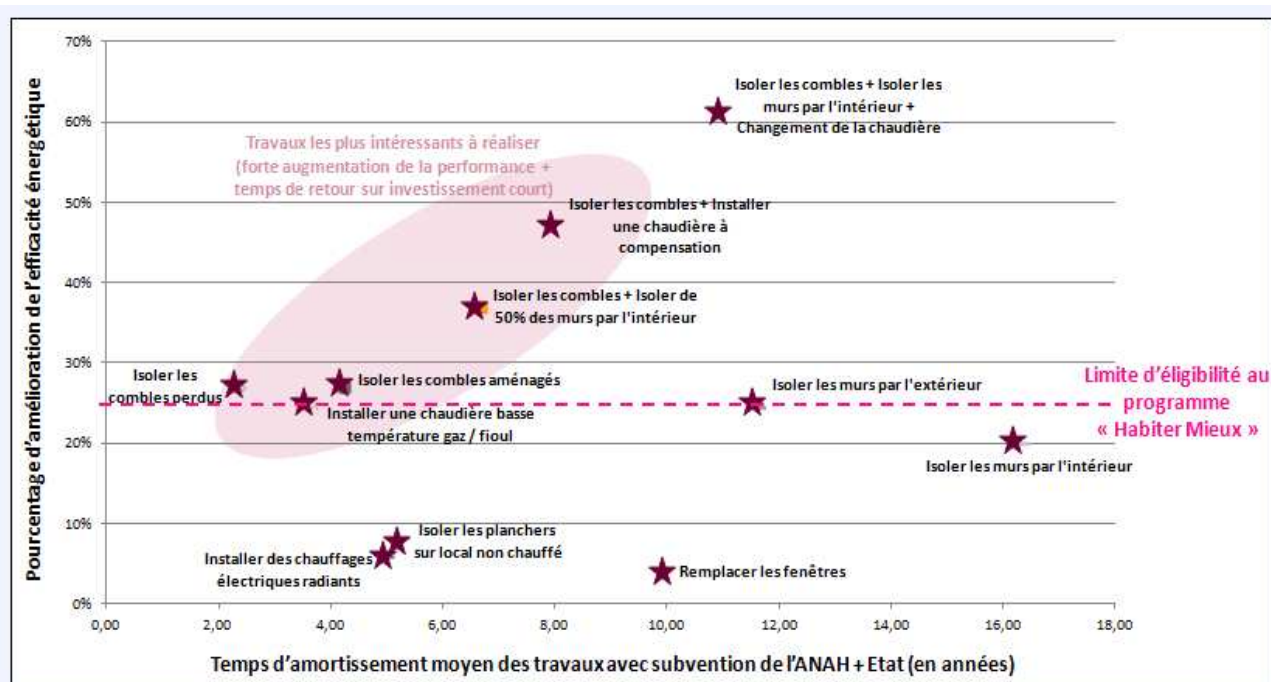 Pourcentage d'amélioration de l'efficacité énergétique
70%
60%
50%
40%
30%
20%
10%
0%
Isoler les combles + Isoler les
murs par l'intérieur +
Changement de la chaudière
Travaux les plus intéressants à réaliser
(forte augmentation de la performance +
temps de retour sur investissement court)
Isoler les combles + Installer
une chaudière à
compensation
Isoler les combles + Isoler de
50% des murs par l'intérieur
Isoler les
combles perdus
Isoler les combles aménagés
Installer une chaudière basse
température gaz / fioul
Isoler les murs par l'extérieur
Limite d'éligibilité au
programme
« Habiter Mieux »
Isoler les murs par l'intérieur
Isoler les planchers
sur local non chauffé
Installer des chauffages
électriques radiants
Remplacer les fenêtres
0,00
2,00
4,00
6,00
8,00
10,00
12,00
14,00
16,00
18,00
Temps d'amortissement moyen des travaux avec subvention de l'ANAH + Etat (en années)